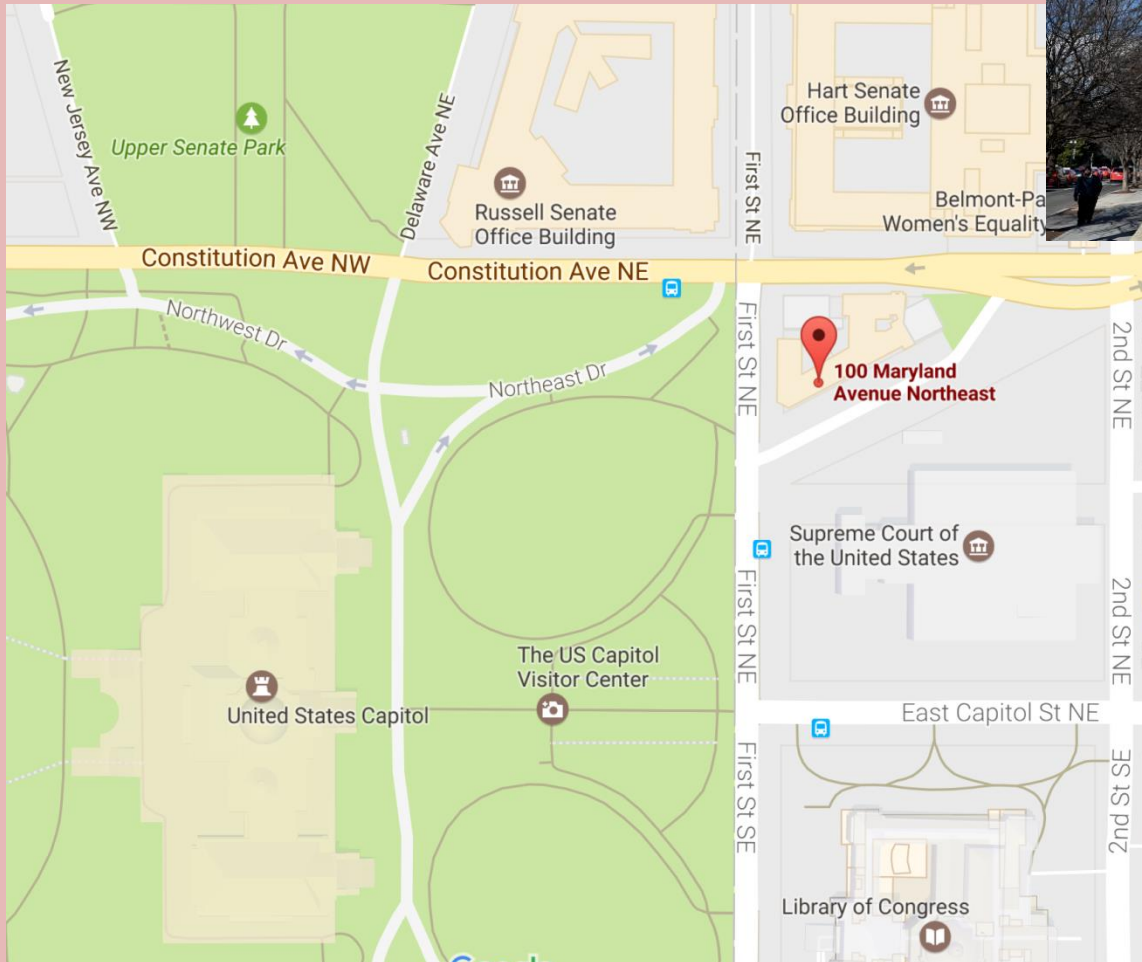 New Jersey Ave NW
Upper Senate Park
Delaware Ave NE
Russell Senate
Office Building
First St NE
Hart Senate
Office Building
Belmont-Pa
Women's Equality
Constitution Ave NW
Constitution Ave NE
Northwest Dr
Northeast Dr
First St NE
100 Maryland
Avenue Northeast
2nd St NE
Supreme Court of
the United States
First St NE
2nd St NE
The US Capitol
Visitor Center
United States Capitol
East Capitol St NE
First St SE
2nd St SE
Library of Congress